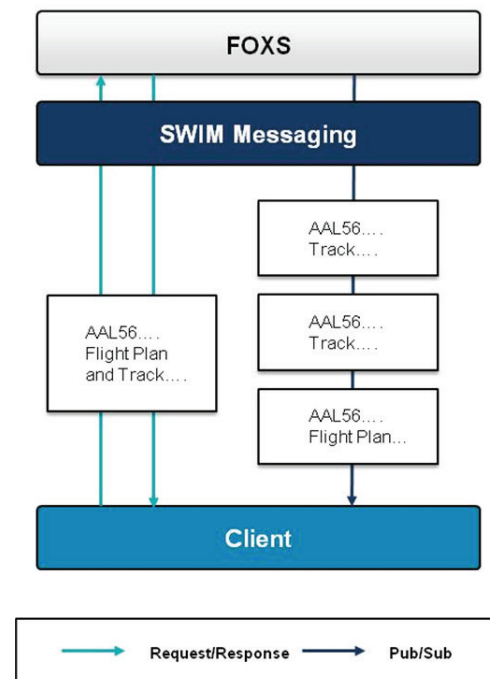 FOXS
SWIM Messaging
AAL56….
Track….
AAL56….
Flight Plan
and Track….
AAL56….
Track….
AAL56….
Flight Plan...
Client
Request/Response
Pub/Sub